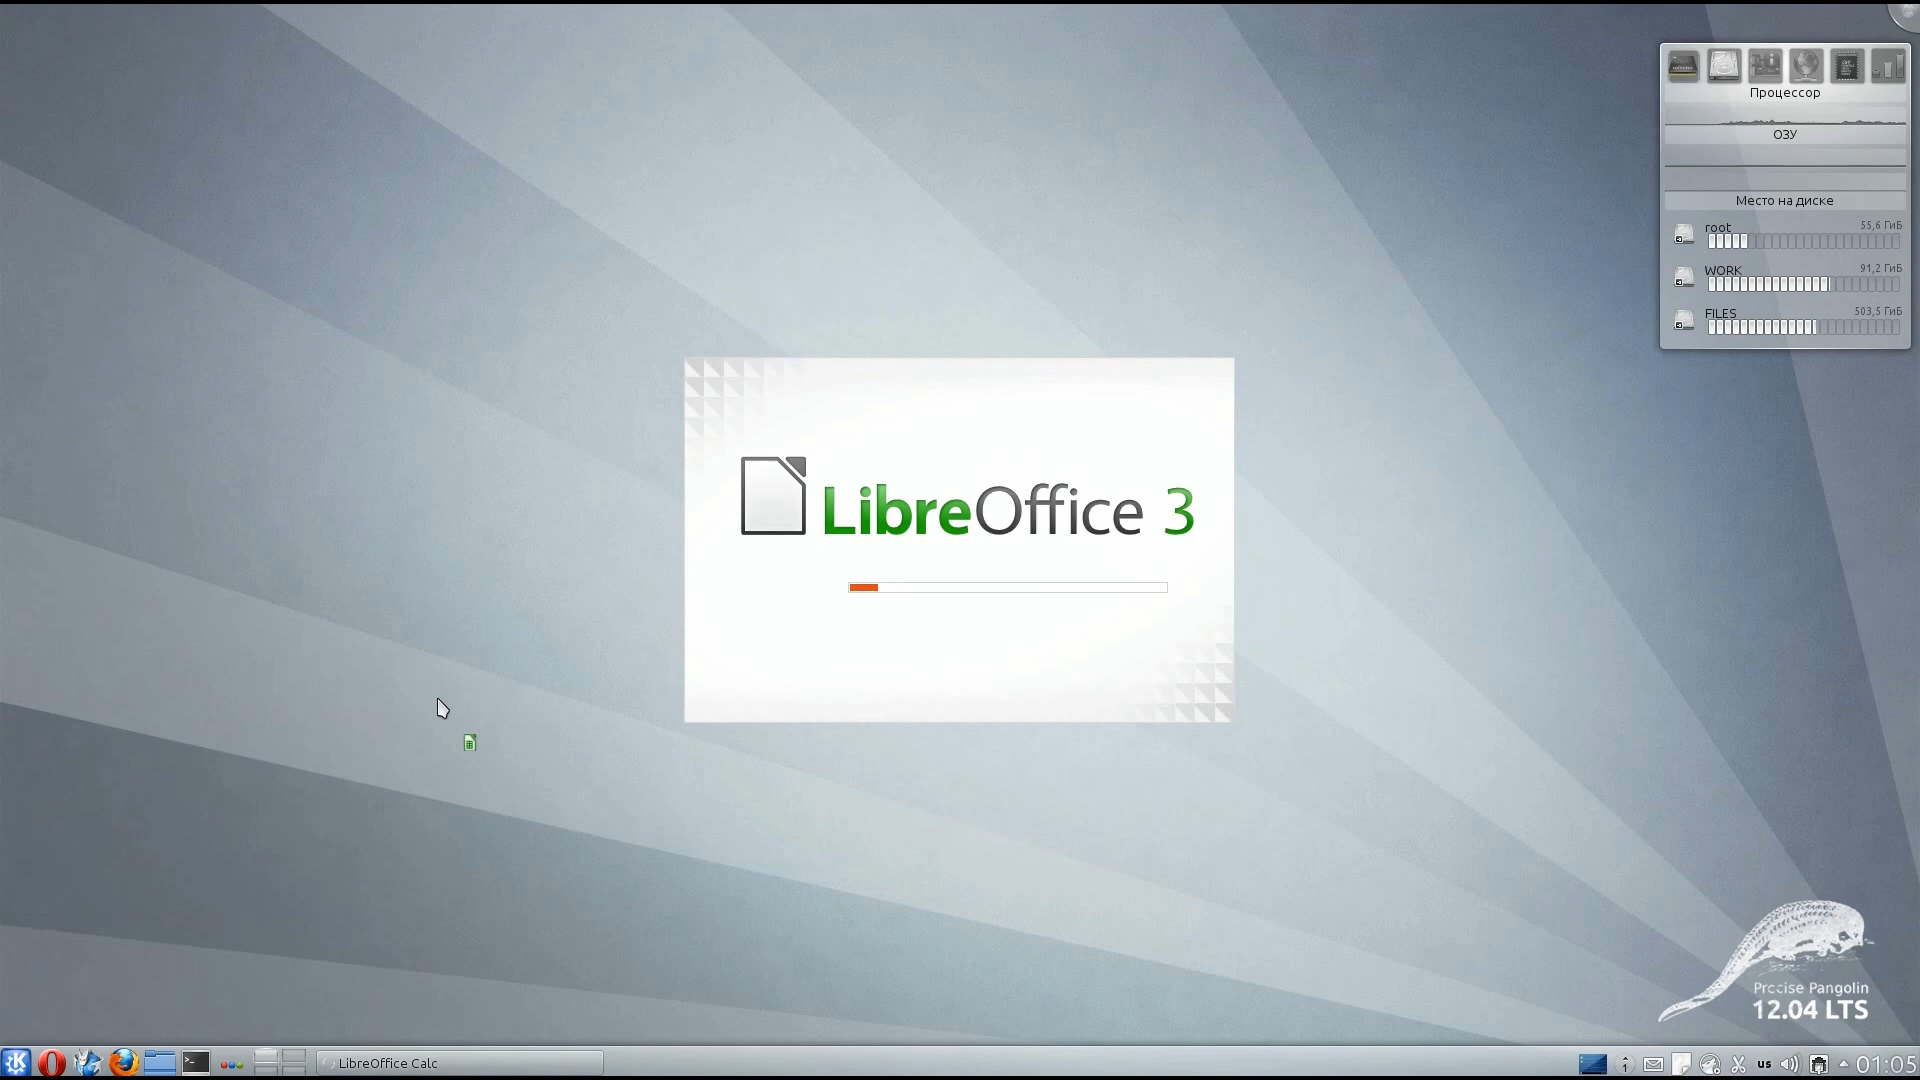 Процессор
ОЗУ
Место на диске
root 55,6 ГиБ
WORK 91,2 ГиБ
FILES 503,5 ГиБ
LibreOffice 3
Precise Pangolin
12.04 LTS
LibreOffice Calc
1
us
01:05